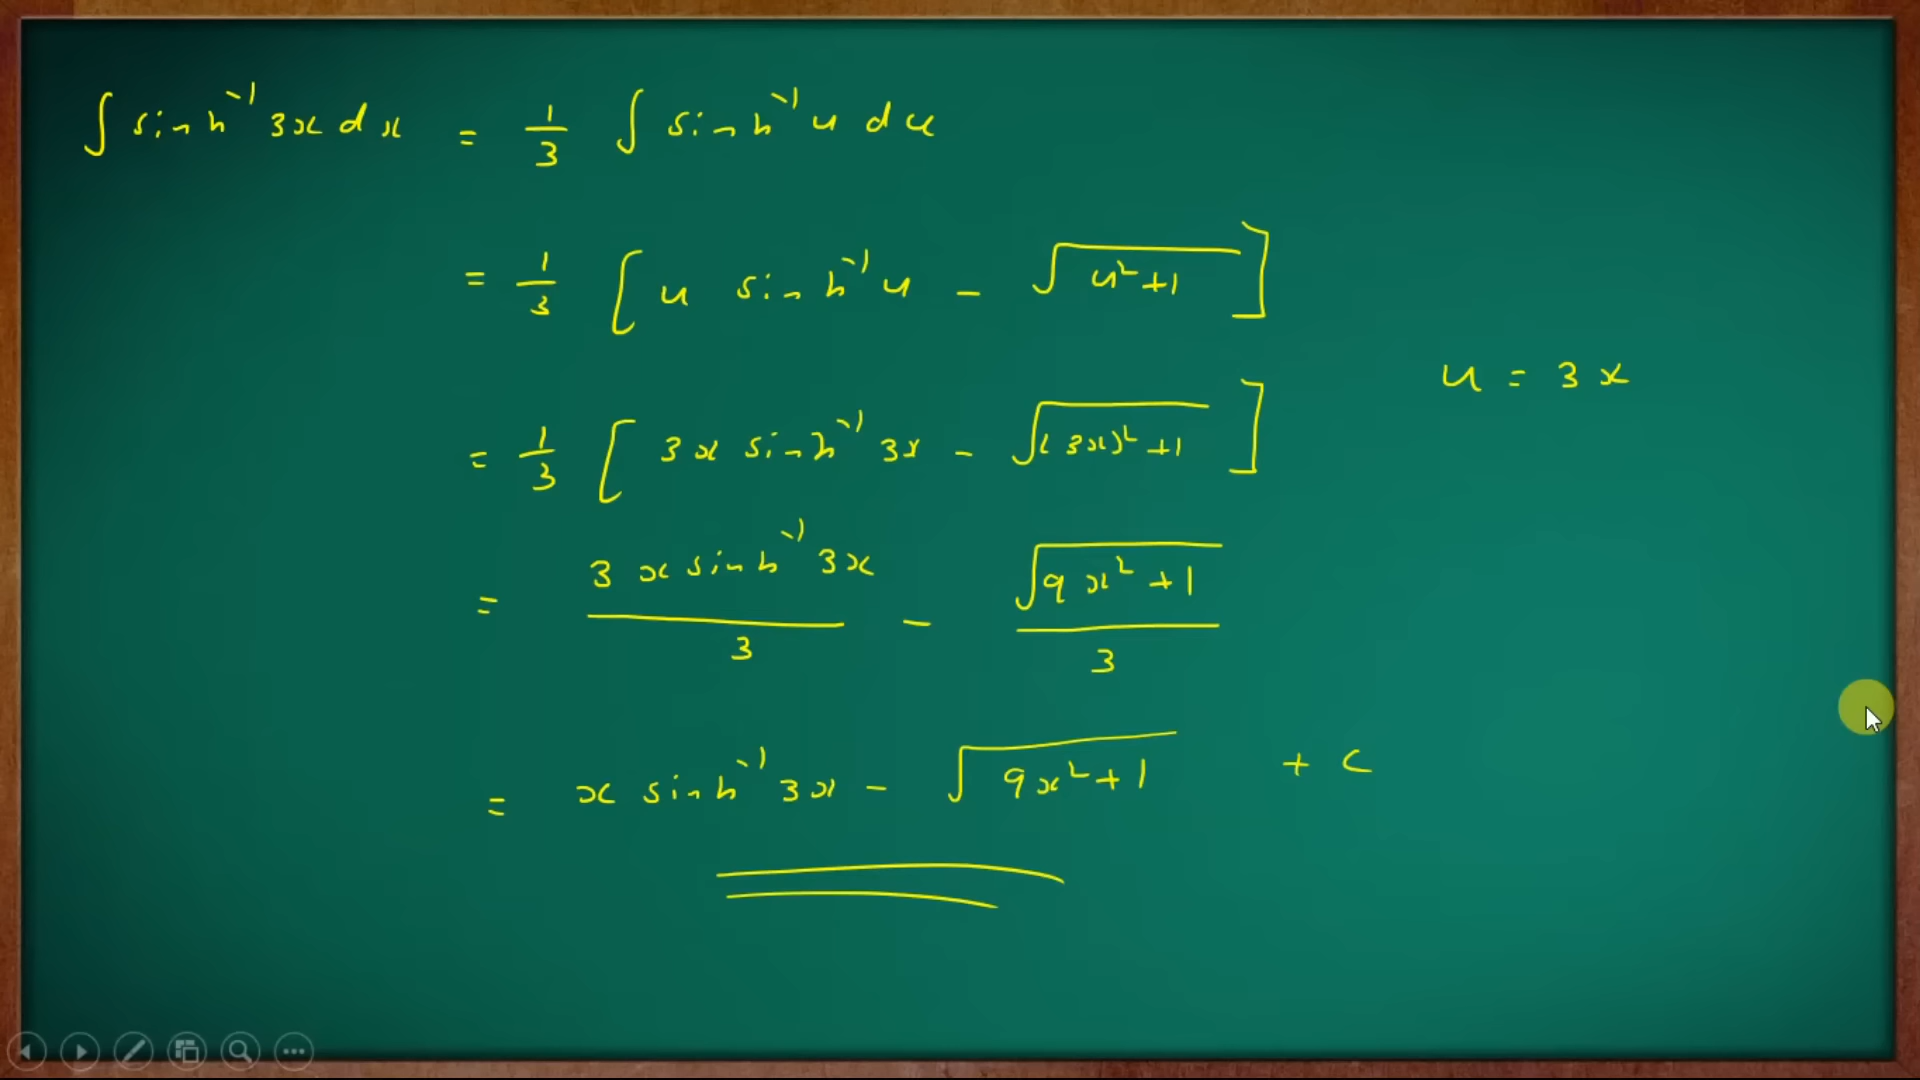 ∫ sinh⁻¹ 3x dx = 1/3 ∫ sinh⁻¹ u du
= 1/3 [ u sinh⁻¹ u - √(u²+1) ]
u = 3x
= 1/3 [ 3x sinh⁻¹ 3x - √((3x)²+1) ]
= 3x sinh⁻¹ 3x / 3 - √(9x²+1) / 3
= x sinh⁻¹ 3x - √(9x²+1) + c